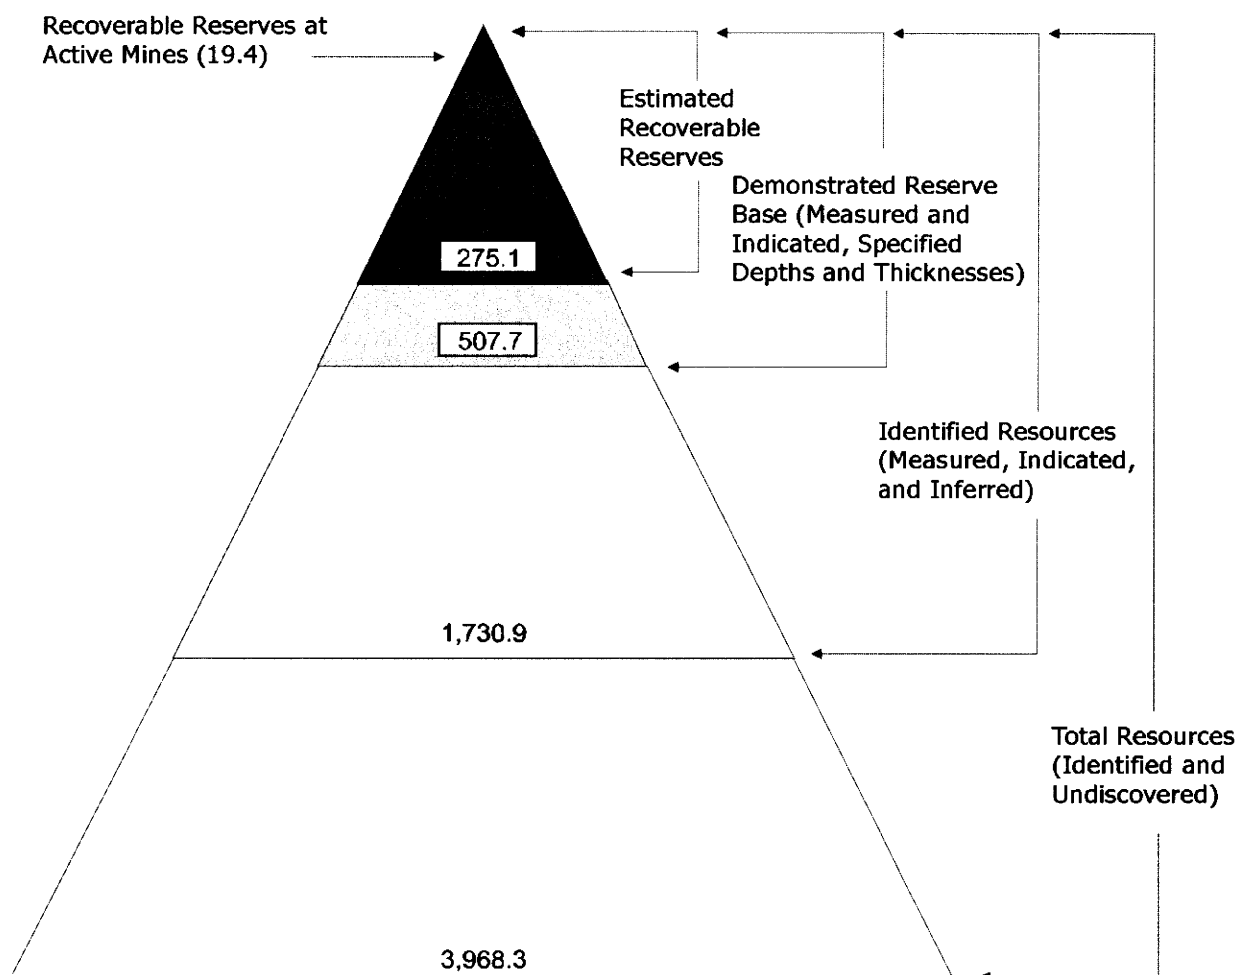 Recoverable Reserves at
Active Mines (19.4)
Estimated
Recoverable
Reserves
Demonstrated Reserve
Base (Measured and
Indicated, Specified
Depths and Thicknesses)
275.1
507.7
Identified Resources
(Measured, Indicated,
and Inferred)
1,730.9
Total Resources
(Identified and
Undiscovered)
3,968.3